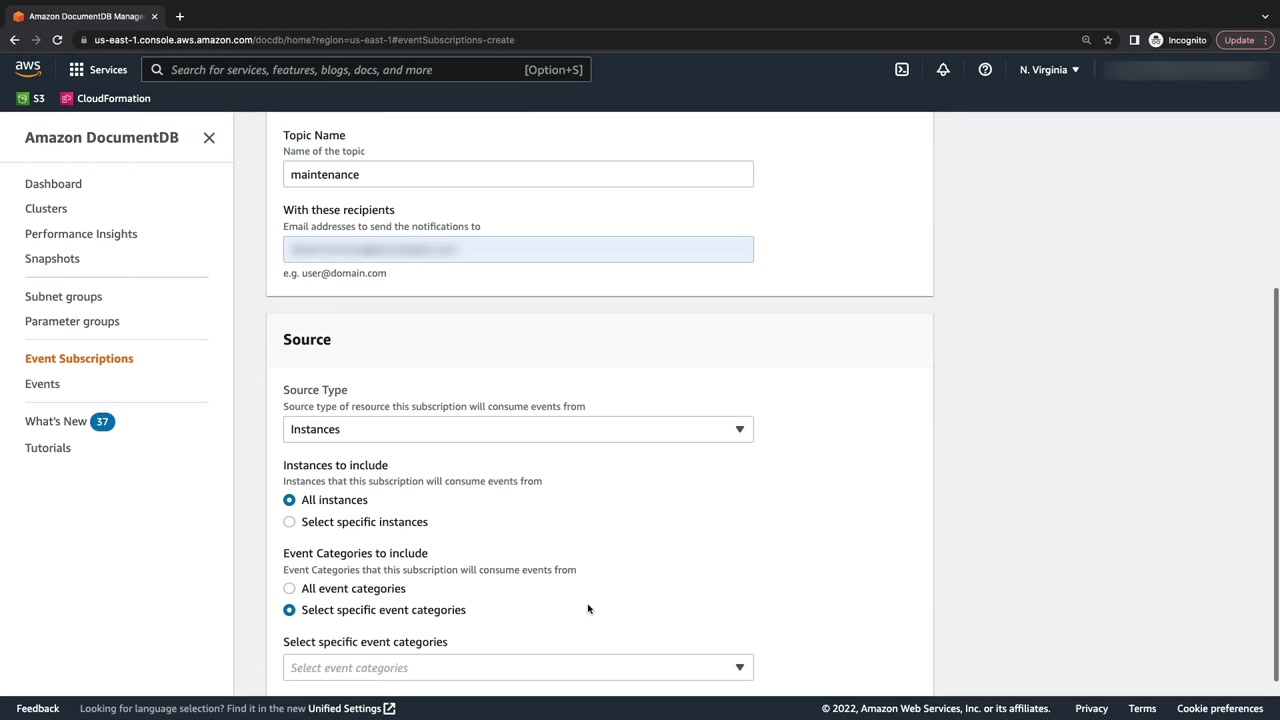 Amazon DocumentDB Manage
us-east-1.console.aws.amazon.com/docdb/home?region=us-east-1#eventSubscriptions-create
Incognito
Update
aws
Services
Search for services, features, blogs, docs, and more
[Option+S]
N. Virginia
S3
CloudFormation
Amazon DocumentDB
Dashboard
Clusters
Performance Insights
Snapshots
Subnet groups
Parameter groups
Event Subscriptions
Events
What's New 37
Tutorials
Topic Name
Name of the topic
maintenance
With these recipients
Email addresses to send the notifications to
e.g. user@domain.com
Source
Source Type
Source type of resource this subscription will consume events from
Instances
Instances to include
Instances that this subscription will consume events from
All instances
Select specific instances
Event Categories to include
Event Categories that this subscription will consume events from
All event categories
Select specific event categories
Select specific event categories
Select event categories
Feedback
Looking for language selection? Find it in the new Unified Settings
© 2022, Amazon Web Services, Inc. or its affiliates.
Privacy
Terms
Cookie preferences